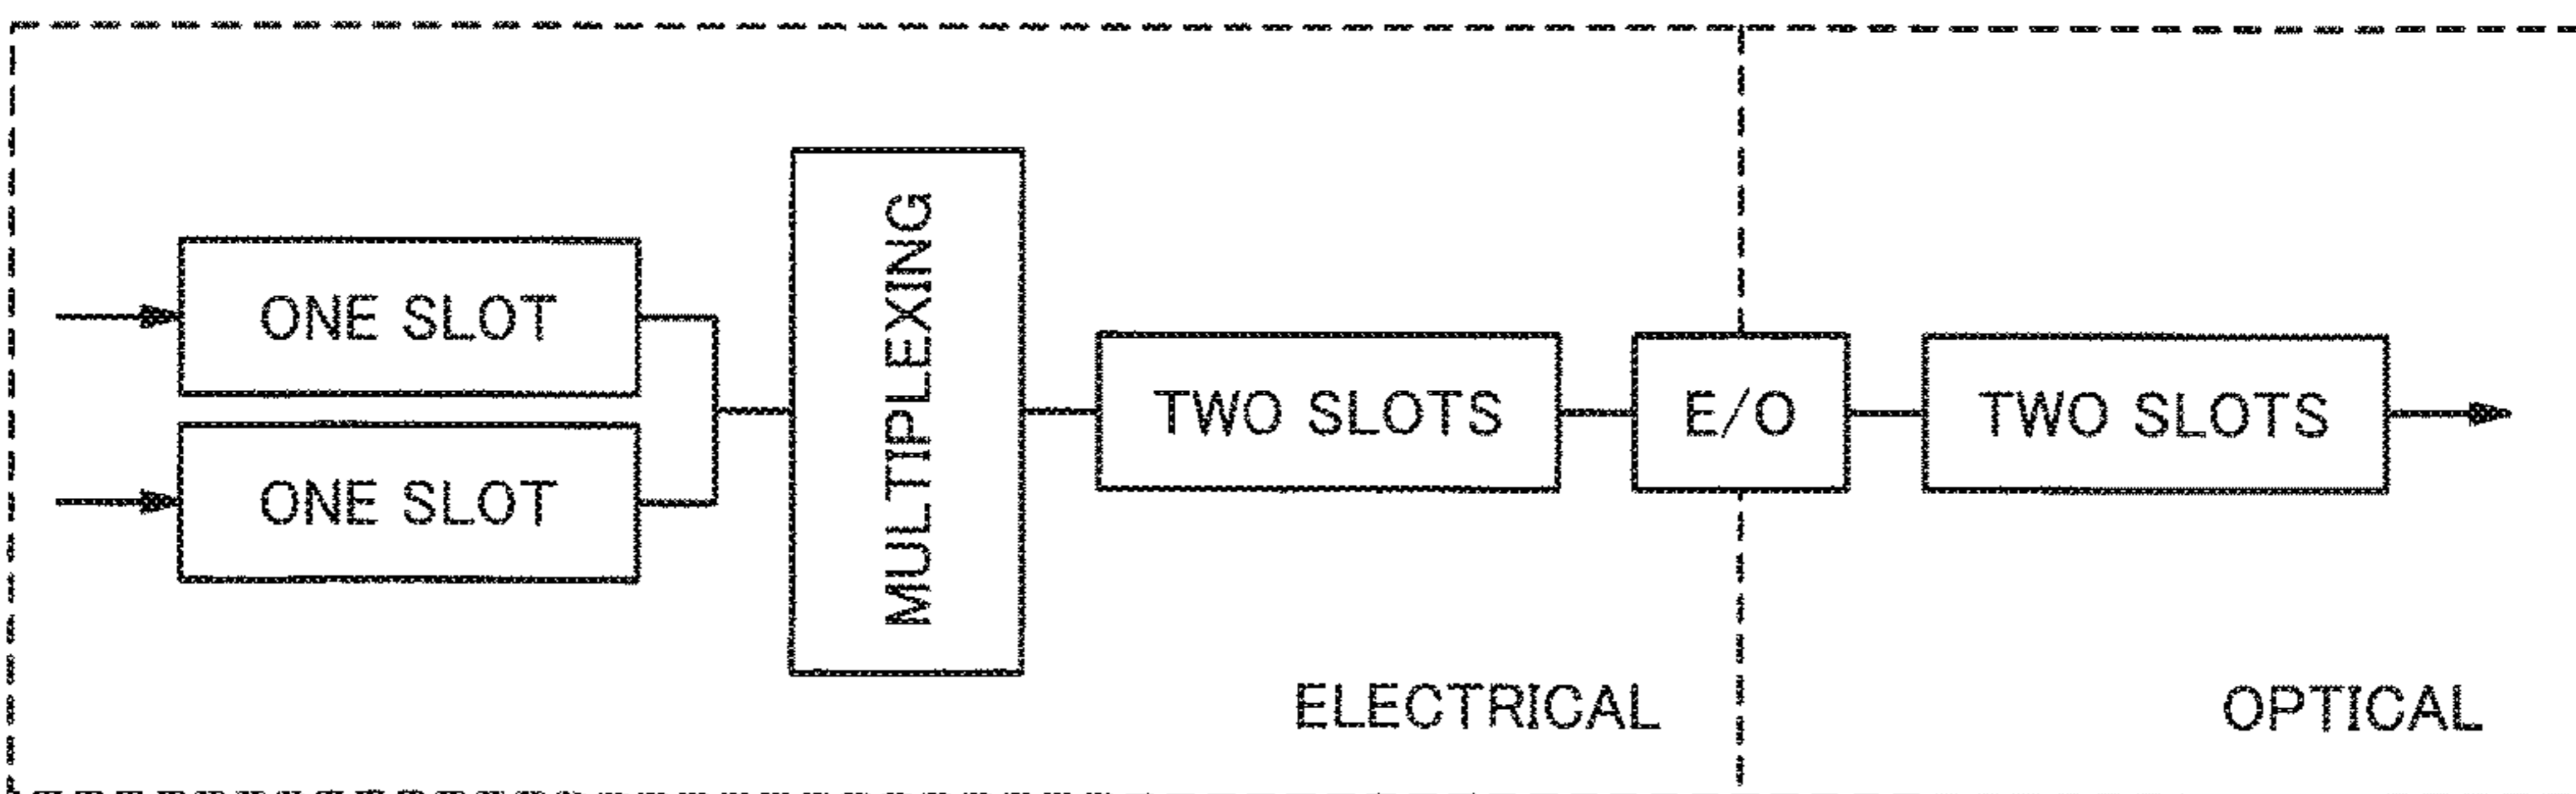 ONE SLOT
ONE SLOT
MULTIPLEXING
TWO SLOTS
E/O
TWO SLOTS
ELECTRICAL
OPTICAL